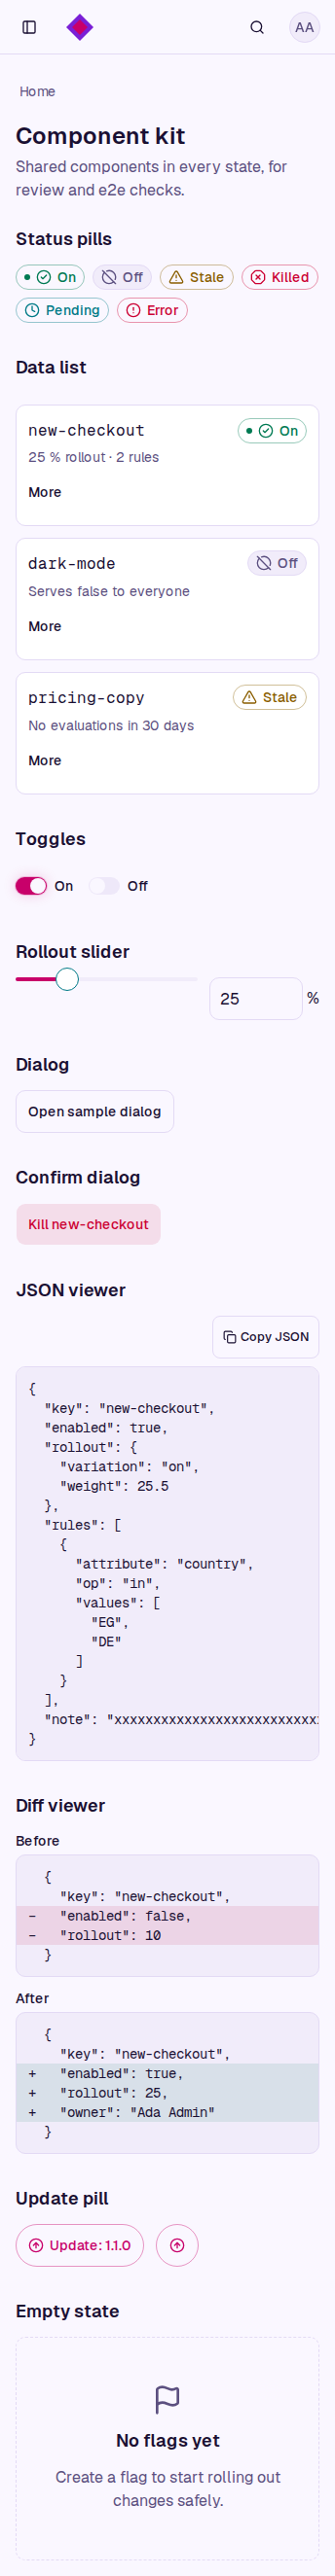 AA
Home
Component kit
Shared components in every state, for
review and e2e checks.
Status pills
On Off Stale Killed
Pending Error
Data list
new-checkout On
25 % rollout · 2 rules
More
dark-mode Off
Serves false to everyone
More
pricing-copy Stale
No evaluations in 30 days
More
Toggles
On Off
Rollout slider
25 %
Dialog
Open sample dialog
Confirm dialog
Kill new-checkout
JSON viewer
Copy JSON
{
"key": "new-checkout",
"enabled": true,
"rollout": {
"variation": "on",
"weight": 25.5
},
"rules": [
{
"attribute": "country",
"op": "in",
"values": [
"EG",
"DE"
]
}
],
"note": "xxxxxxxxxxxxxxxxxxxxxxxxxxx
}
Diff viewer
Before
{
"key": "new-checkout",
- "enabled": false,
- "rollout": 10
}
After
{
"key": "new-checkout",
+ "enabled": true,
+ "rollout": 25,
+ "owner": "Ada Admin"
}
Update pill
Update: 1.1.0
Empty state
No flags yet
Create a flag to start rolling out
changes safely.